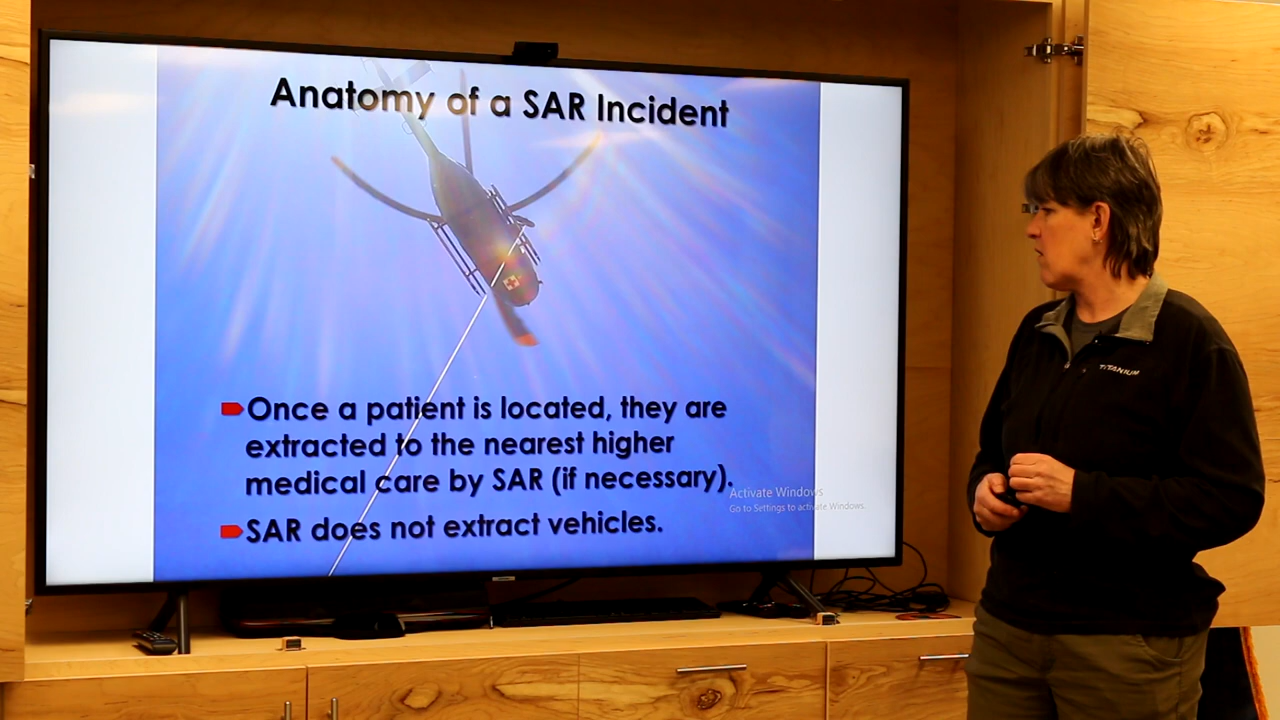 Anatomy of a SAR Incident
Once a patient is located, they are
extracted to the nearest higher
medical care by SAR (if necessary).
SAR does not extract vehicles.
Activate Windows
Go to Settings to activate Windows.
TITANIUM